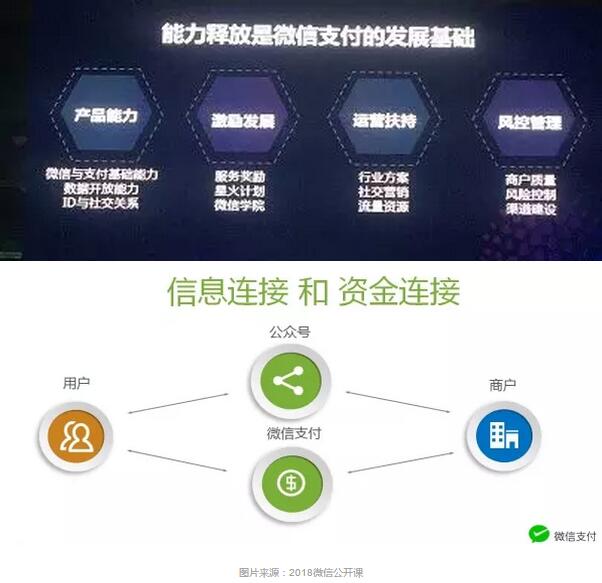 能力释放是微信支付的发展基础
产品能力 激励发展 运营扶持 风控管理
微信与支付基础能力 服务奖励 行业方案 商户质量
数据开放能力 星火计划 社交营销 风险控制
ID与社交关系 微信学院 流量资源 渠道建设
信息连接 和 资金连接
公众号
用户 商户
微信支付
微信支付
图片来源：2018微信公开课